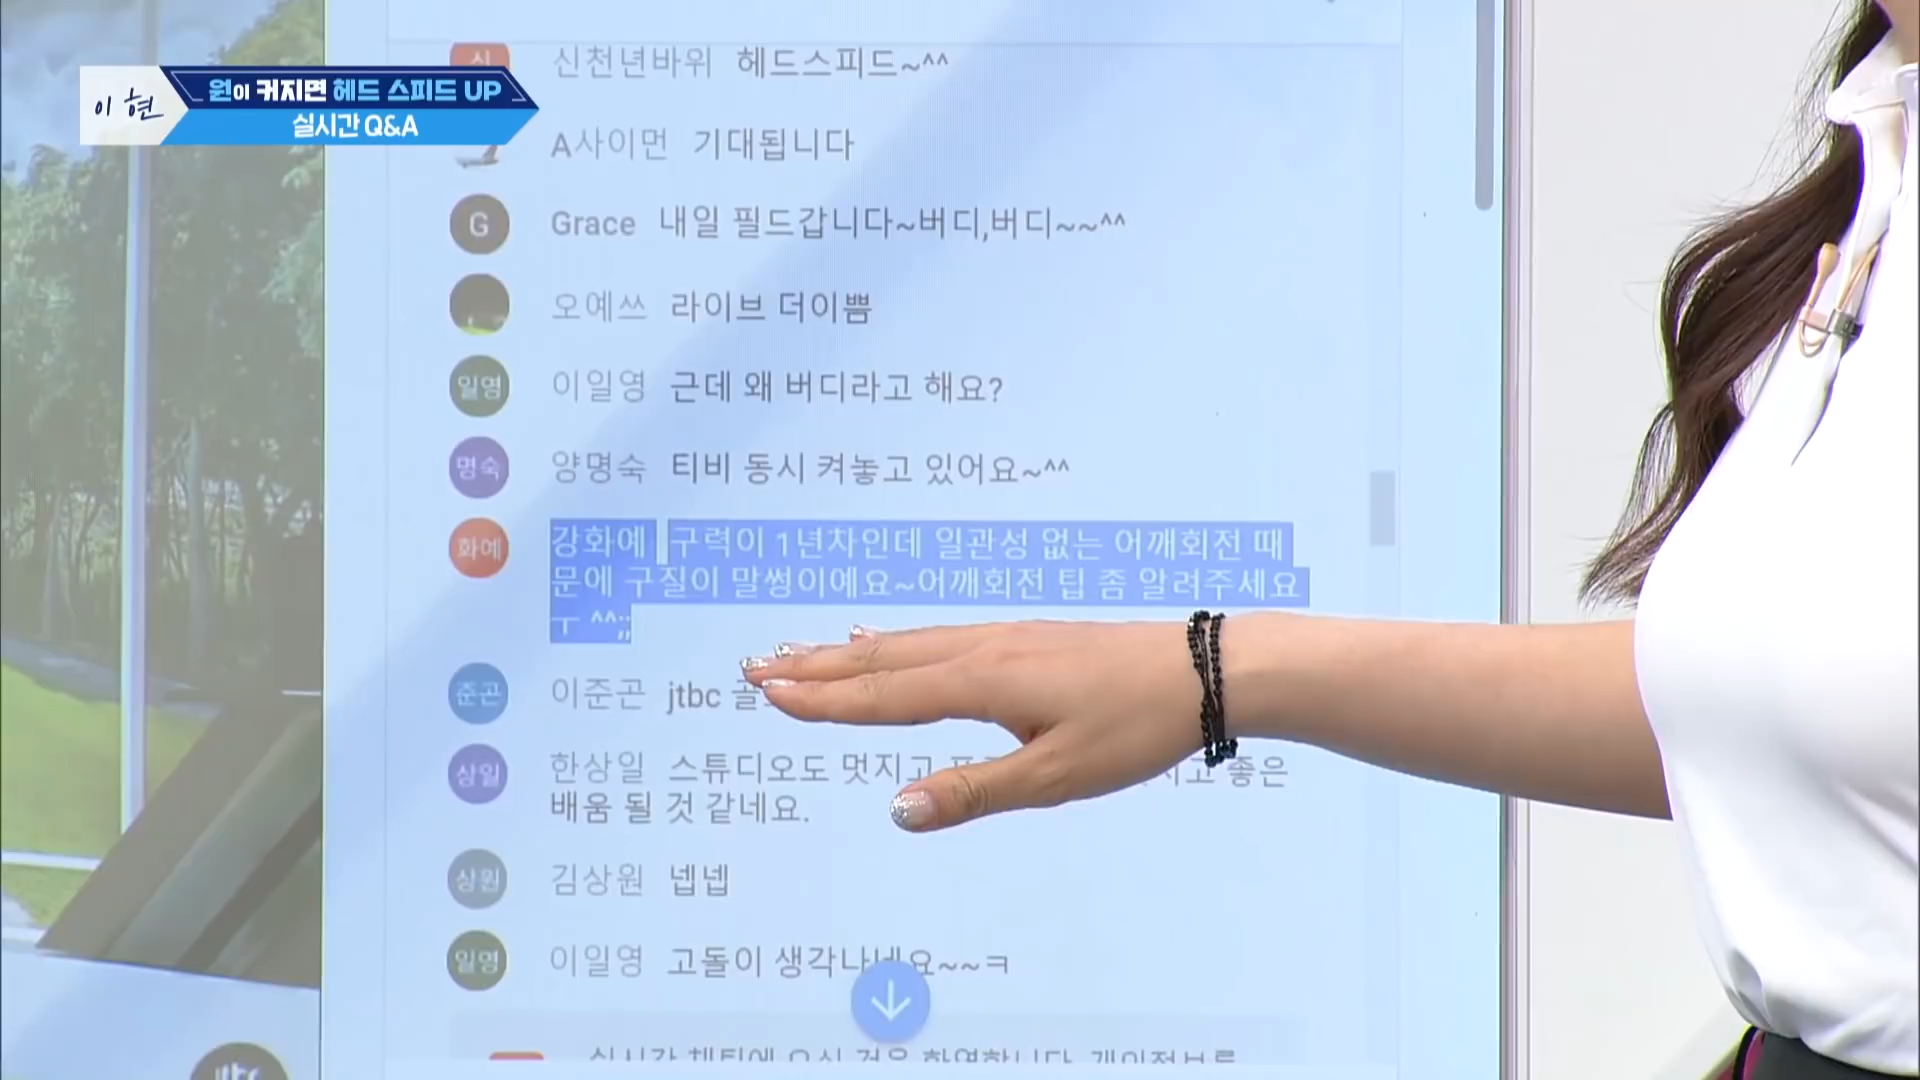 이 현
원이 커지면 헤드 스피드 UP
실시간 Q&A
신천년바위 헤드스피드~^^
A사이먼 기대됩니다
G Grace 내일 필드갑니다~버디,버디~~^^
오예쓰 라이브 더이쁨
일영 이일영 근데 왜 버디라고 해요?
명숙 양명숙 티비 동시 켜놓고 있어요~^^
화예 강화예 구력이 1년차인데 일관성 없는 어깨회전 때
문에 구질이 말썽이에요~어깨회전 팁 좀 알려주세요
ㅜ ^^;;
준곤 이준곤 jtbc
상일 한상일 스튜디오도 멋지고 좋은
배움 될 것 같네요.
상원 김상원 넵넵
일영 이일영 고돌이 생각나네요~~ㅋ
jtbc